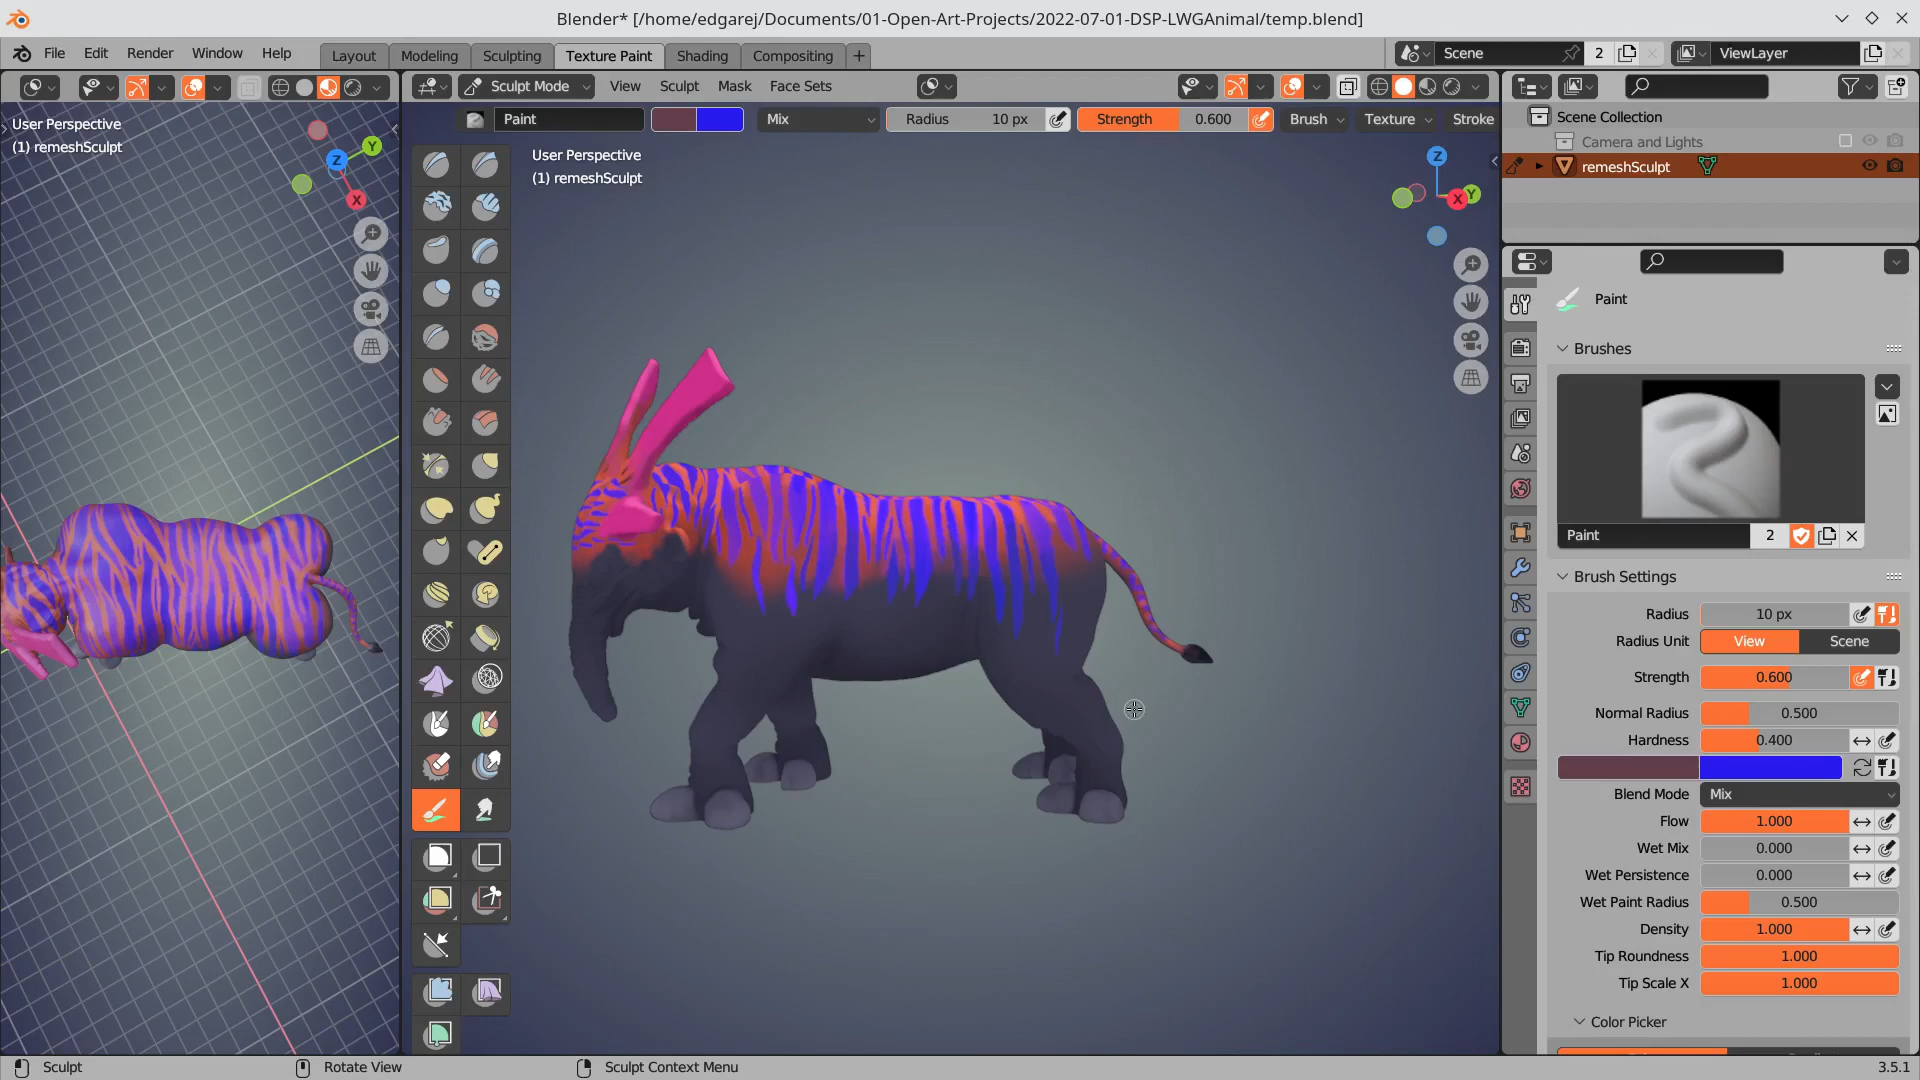 Blender* [/home/edgarej/Documents/01-Open-Art-Projects/2022-07-01-DSP-LWGAnimal/temp.blend]
File Edit Render Window Help Layout Modeling Sculpting Texture Paint Shading Compositing + Scene 2 ViewLayer
Sculpt Mode View Sculpt Mask Face Sets
Paint Mix Radius 10 px Strength 0.600 Brush Texture Stroke
User Perspective
(1) remeshSculpt
Z Y X
User Perspective
(1) remeshSculpt
Z Y X
Scene Collection
Camera and Lights
remeshSculpt
Paint
Brushes
Paint 2
Brush Settings
Radius 10 px
Radius Unit View Scene
Strength 0.600
Normal Radius 0.500
Hardness 0.400
Blend Mode Mix
Flow 1.000
Wet Mix 0.000
Wet Persistence 0.000
Wet Paint Radius 0.500
Density 1.000
Tip Roundness 1.000
Tip Scale X 1.000
Color Picker
Sculpt Rotate View Sculpt Context Menu 3.5.1